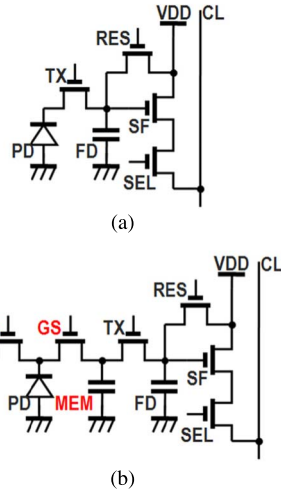 VDD CL
RES
TX
SF
PD FD
SEL
(a)
VDD CL
RES
GS TX
SF
PD MEM FD
SEL
(b)